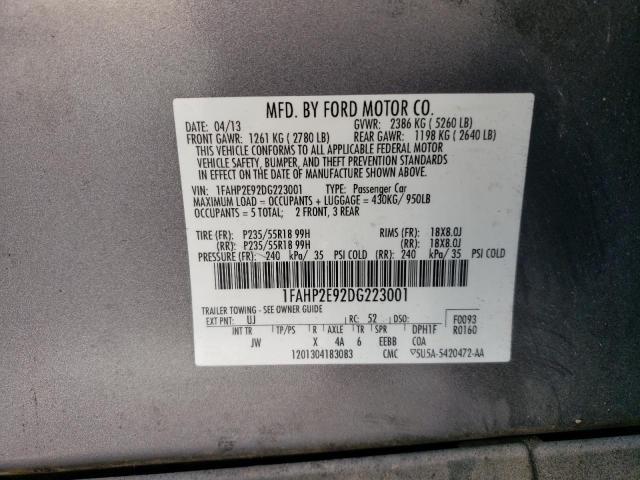 MFD. BY FORD MOTOR CO.
DATE: 04/13 GVWR: 2386 KG ( 5260 LB)
FRONT GAWR: 1261 KG ( 2780 LB) REAR GAWR: 1198 KG ( 2640 LB)
THIS VEHICLE CONFORMS TO ALL APPLICABLE FEDERAL MOTOR
VEHICLE SAFETY, BUMPER, AND THEFT PREVENTION STANDARDS
IN EFFECT ON THE DATE OF MANUFACTURE SHOWN ABOVE.
VIN: 1FAHP2E92DG223001 TYPE: Passenger Car
MAXIMUM LOAD = OCCUPANTS + LUGGAGE = 430KG/ 950LB
OCCUPANTS = 5 TOTAL; 2 FRONT, 3 REAR
TIRE (FR): P235/55R18 99H RIMS (FR): 18X8.0J
(RR): P235/55R18 99H (RR): 18X8.0J
PRESSURE (FR): 240 kPa/ 35 PSI COLD (RR): 240 kPa/ 35 PSI COLD
1FAHP2E92DG223001
TRAILER TOWING - SEE OWNER GUIDE
EXT PNT: UJ RC: 52 DSO: F0093
INT TR TP/PS R AXLE TR SPR DPH1F R0160
JW X 4A 6 EEBB COA
1201304183083 CMC ▽5U5A-5420472-AA